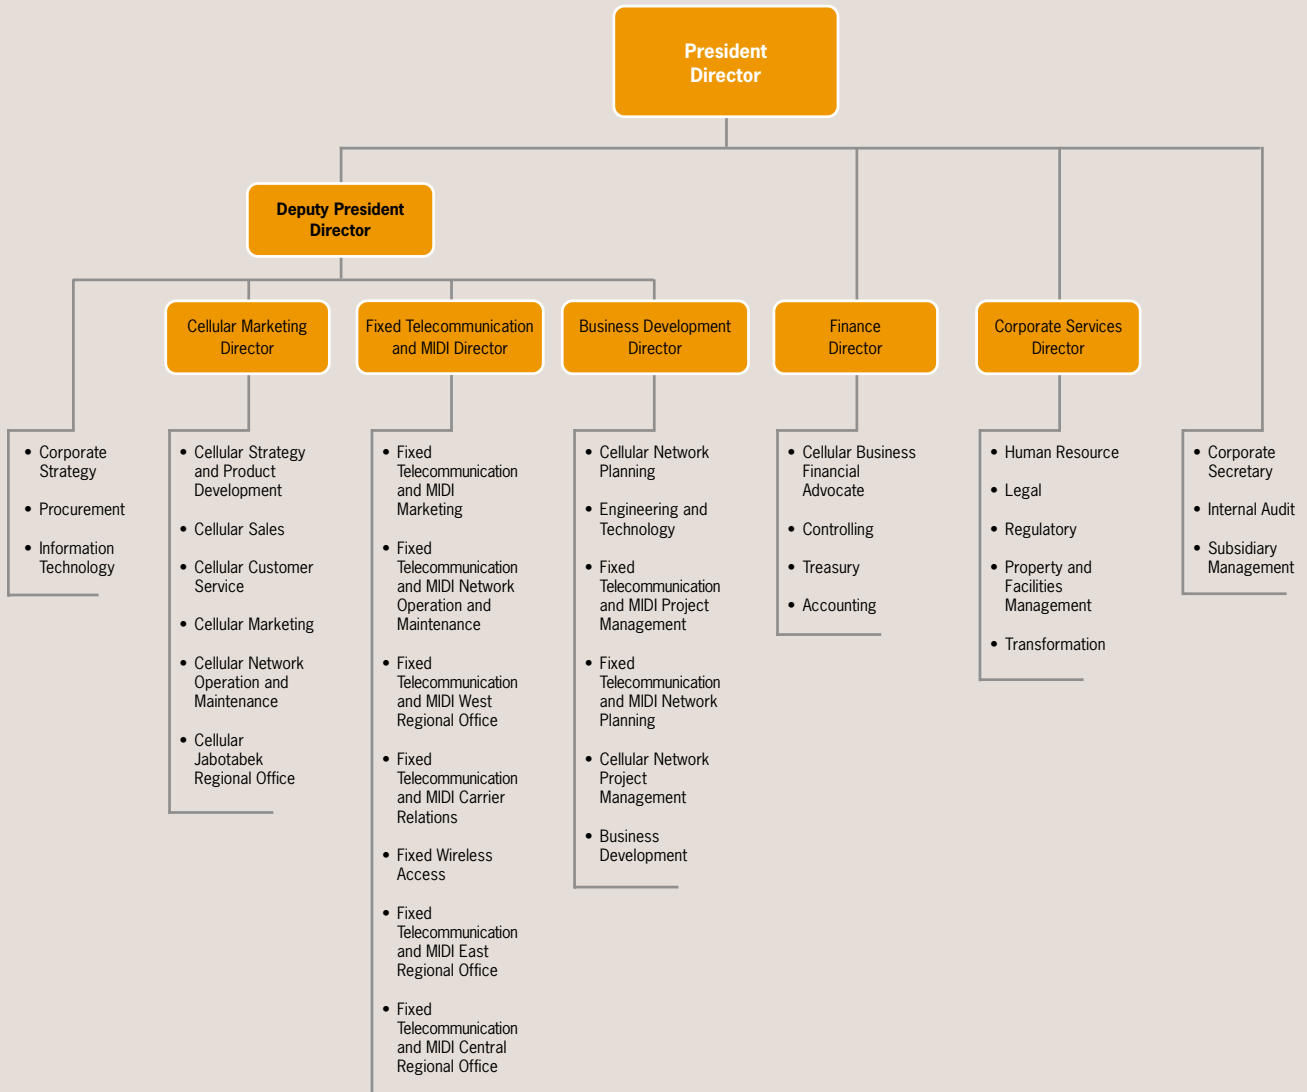 President
Director
Deputy President
Director
Cellular Marketing
Director
Fixed Telecommunication
and MIDI Director
Business Development
Director
Finance
Director
Corporate Services
Director
• Corporate
Strategy
• Procurement
• Information
Technology
• Cellular Strategy
and Product
Development
• Cellular Sales
• Cellular Customer
Service
• Cellular Marketing
• Cellular Network
Operation and
Maintenance
• Cellular
Jabotabek
Regional Office
• Fixed
Telecommunication
and MIDI
Marketing
• Fixed
Telecommunication
and MIDI Network
Operation and
Maintenance
• Fixed
Telecommunication
and MIDI West
Regional Office
• Fixed
Telecommunication
and MIDI Carrier
Relations
• Fixed Wireless
Access
• Fixed
Telecommunication
and MIDI East
Regional Office
• Fixed
Telecommunication
and MIDI Central
Regional Office
• Cellular Network
Planning
• Engineering and
Technology
• Fixed
Telecommunication
and MIDI Project
Management
• Fixed
Telecommunication
and MIDI Network
Planning
• Cellular Network
Project
Management
• Business
Development
• Cellular Business
Financial
Advocate
• Controlling
• Treasury
• Accounting
• Human Resource
• Legal
• Regulatory
• Property and
Facilities
Management
• Transformation
• Corporate
Secretary
• Internal Audit
• Subsidiary
Management